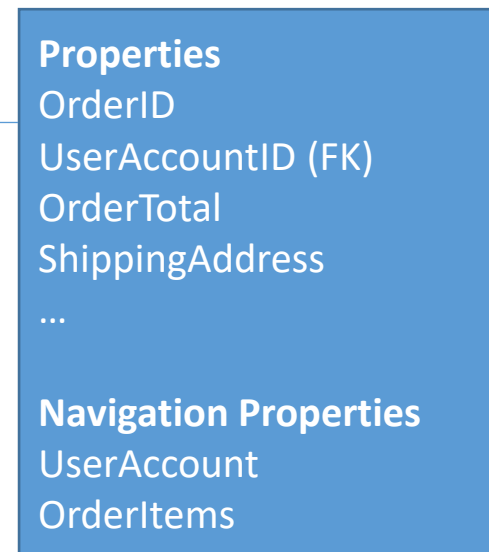 Properties
OrderID
UserAccountID (FK)
OrderTotal
ShippingAddress
…
Navigation Properties
UserAccount
OrderItems